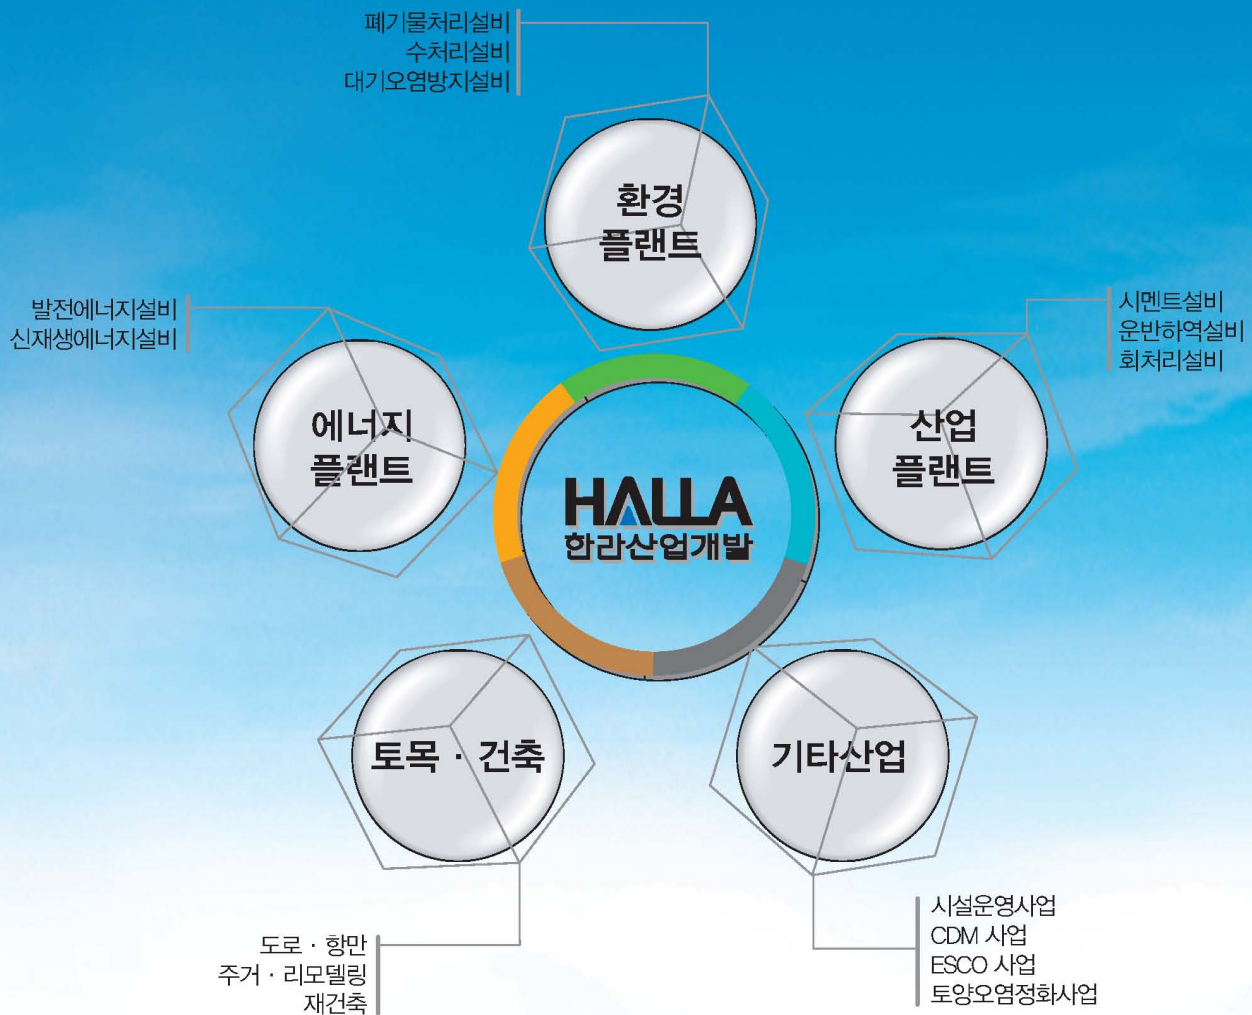 폐기물처리설비
수처리설비
대기오염방지설비
환경
플랜트
발전에너지설비
신재생에너지설비
에너지
플랜트
시멘트설비
운반하역설비
회처리설비
산업
플랜트
HALLA
한라산업개발
토목 · 건축
기타산업
도로 · 항만
주거 · 리모델링
재건축
시설운영사업
CDM 사업
ESCO 사업
토양오염정화사업